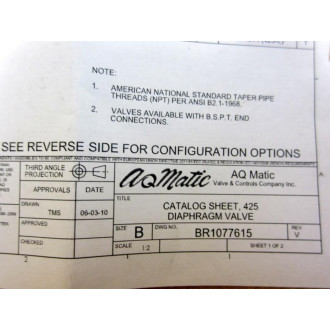 NOTE:
1. AMERICAN NATIONAL STANDARD TAPER PIPE
THREADS (NPT) PER ANSI B2.1-1968.
2. VALVES AVAILABLE WITH B.S.P.T. END
CONNECTIONS.
SEE REVERSE SIDE FOR CONFIGURATION OPTIONS
THIRD ANGLE
PROJECTION
APPROVALS
DATE
DRAWN
TMS
06-03-10
APPROVED
CHECKED
AQMatic
AQ Matic
Valve & Controls Company Inc.
TITLE
CATALOG SHEET, 425
DIAPHRAGM VALVE
SIZE
B
DWG NO.
BR1077615
REV
V
1:2
SHEET 1 OF 2